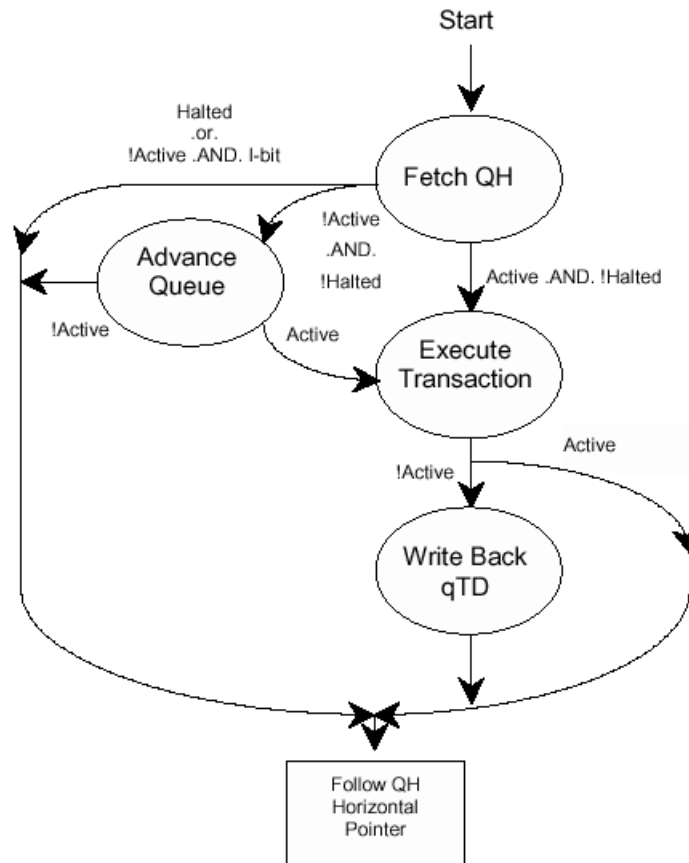 Start
Halted
.or.
!Active .AND. I-bit
Fetch QH
!Active
.AND.
!Halted
Advance
Queue
Active .AND. !Halted
!Active
Active
Execute
Transaction
Active
!Active
Write Back
qTD
Follow QH
Horizontal
Pointer